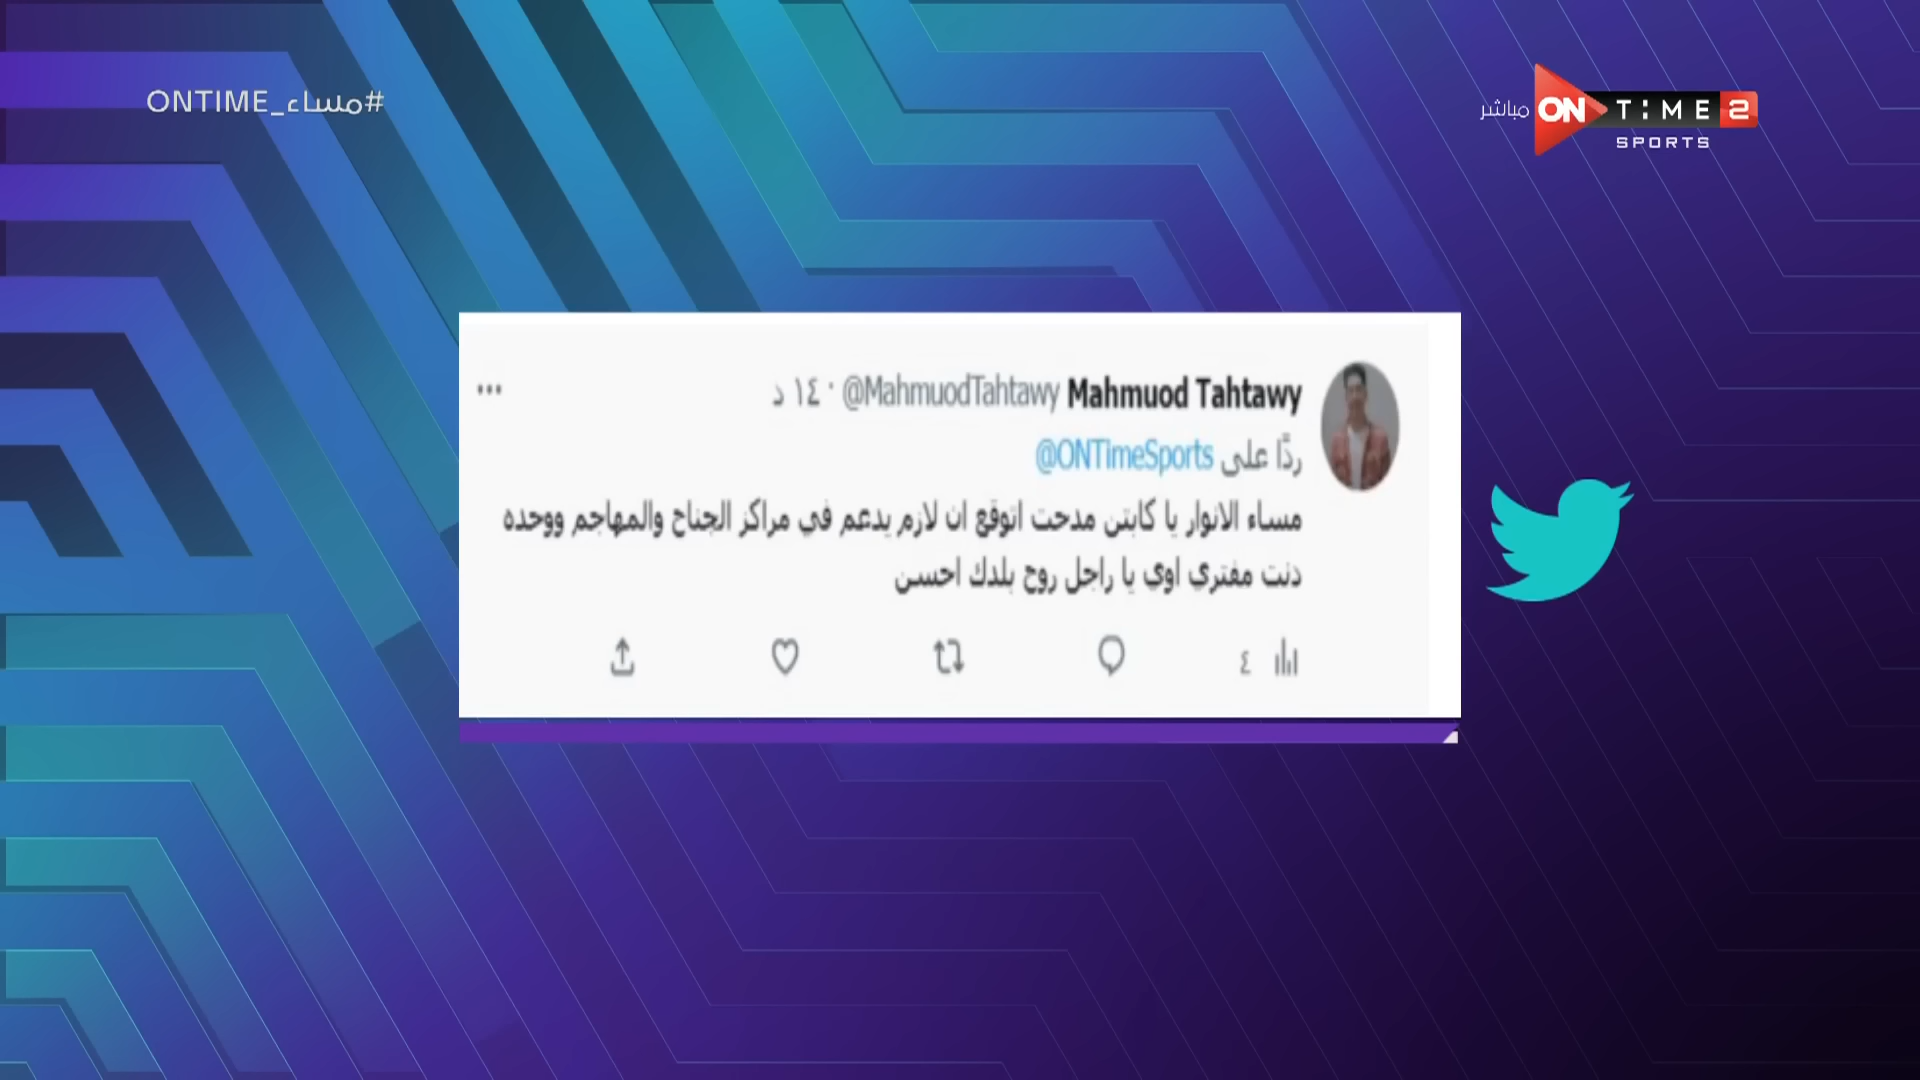 #مساء_ONTIME
مباشر ON TIME 2
SPORTS
Mahmuod Tahtawy @MahmuodTahtawy · ١٤ د
ردًا على @ONTimeSports
مساء الانوار يا كابتن مدحت اتوقع ان لازم يدعم في مراكز الجناح والمهاجم ووحده
دنت مفتري اوي يا راجل روح بلدك احسن
٤